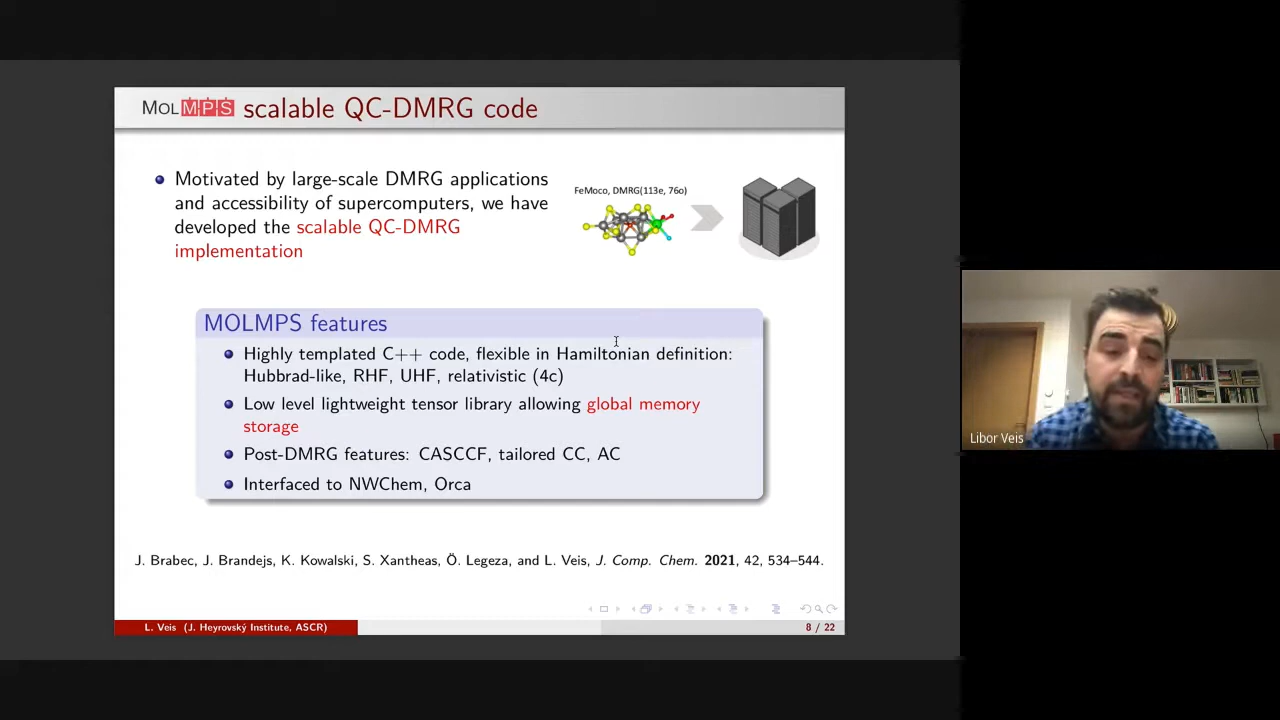 MOLMPS scalable QC-DMRG code
Motivated by large-scale DMRG applications
and accessibility of supercomputers, we have
developed the scalable QC-DMRG
implementation
FeMoco, DMRG(113e, 76o)
MOLMPS features
Highly templated C++ code, flexible in Hamiltonian definition:
Hubbrad-like, RHF, UHF, relativistic (4c)
Low level lightweight tensor library allowing global memory
storage
Post-DMRG features: CASCCF, tailored CC, AC
Interfaced to NWChem, Orca
J. Brabec, J. Brandejs, K. Kowalski, S. Xantheas, Ö. Legeza, and L. Veis, J. Comp. Chem. 2021, 42, 534–544.
L. Veis (J. Heyrovský Institute, ASCR)
8 / 22
Libor Veis